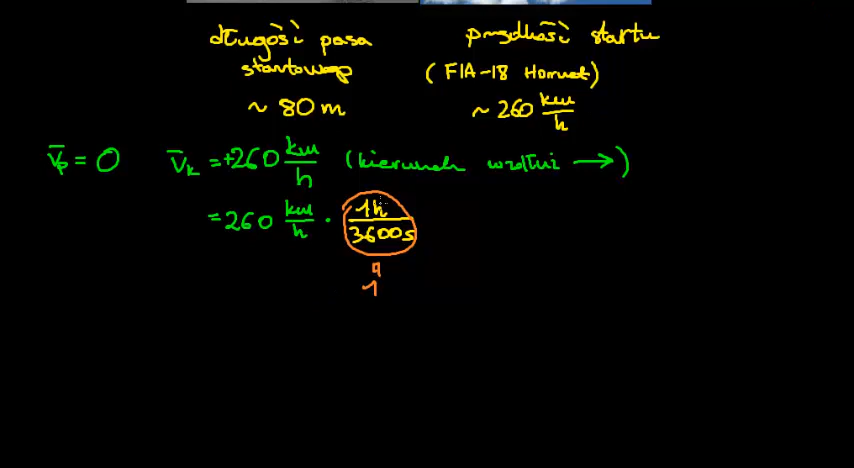 długość pasa
startowego
~ 80 m
prędkość startu
(F/A-18 Hornet)
~ 260 km/h
v̄p = 0
v̄k = +260 km/h (kierunek wzdłuż →)
= 260 km/h · 1h/3600s
1